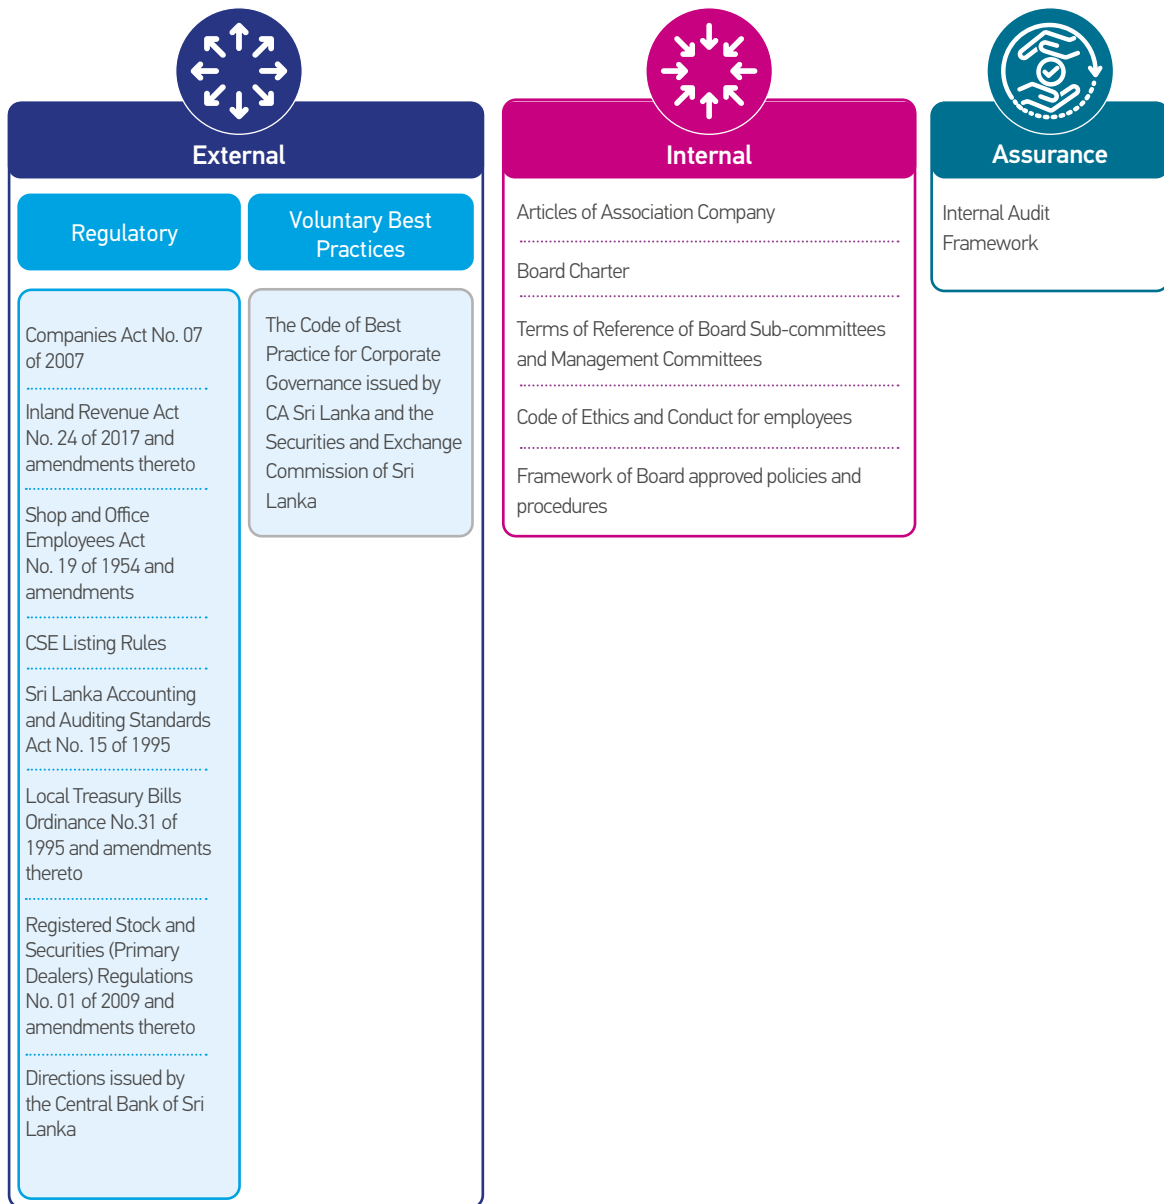 External
Regulatory
Companies Act No. 07
of 2007
Inland Revenue Act
No. 24 of 2017 and
amendments thereto
Shop and Office
Employees Act
No. 19 of 1954 and
amendments
CSE Listing Rules
Sri Lanka Accounting
and Auditing Standards
Act No. 15 of 1995
Local Treasury Bills
Ordinance No.31 of
1995 and amendments
thereto
Registered Stock and
Securities (Primary
Dealers) Regulations
No. 01 of 2009 and
amendments thereto
Directions issued by
the Central Bank of Sri
Lanka
Voluntary Best
Practices
The Code of Best
Practice for Corporate
Governance issued by
CA Sri Lanka and the
Securities and Exchange
Commission of Sri
Lanka
Internal
Articles of Association Company
Board Charter
Terms of Reference of Board Sub-committees
and Management Committees
Code of Ethics and Conduct for employees
Framework of Board approved policies and
procedures
Assurance
Internal Audit
Framework